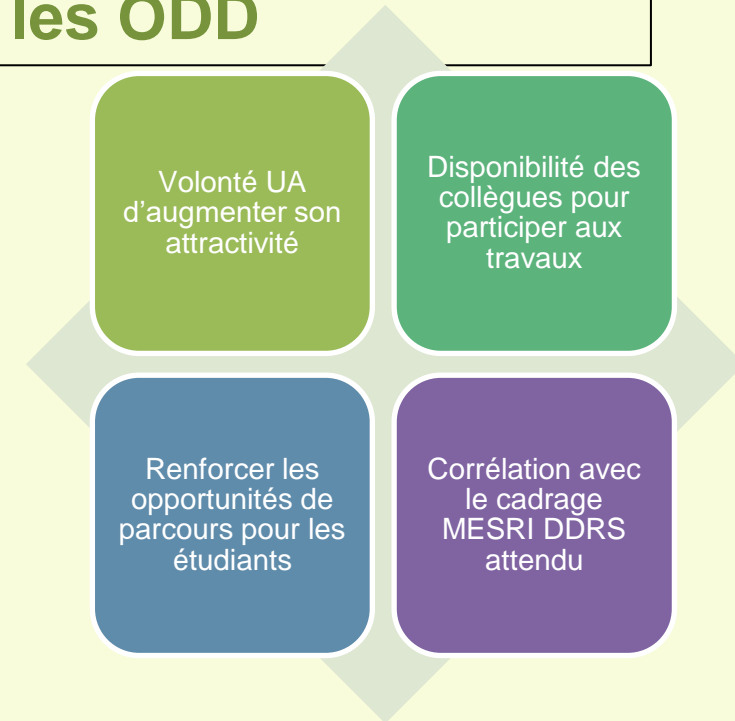 les ODD
Volonté UA
d'augmenter son
attractivité
Disponibilité des
collègues pour
participer aux
travaux
Renforcer les
opportunités de
parcours pour les
étudiants
Corrélation avec
le cadrage
MESRI DDRS
attendu